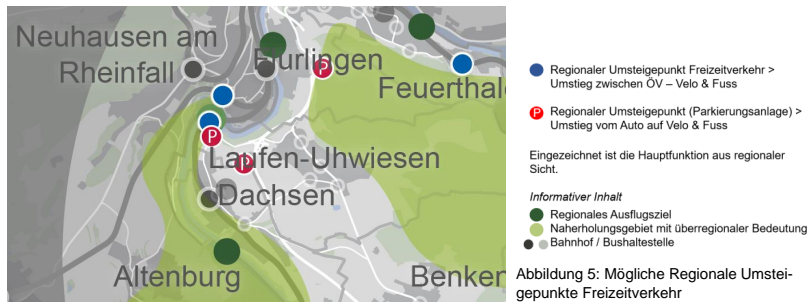 Neuhausen am
Rheinfall
Flurlingen
Feuerthal
P
P
P
Laufen-Uhwiesen
Dachsen
Altenburg
Benken
Regionaler Umsteigepunkt Freizeitverkehr >
Umstieg zwischen ÖV – Velo & Fuss
P Regionaler Umsteigepunkt (Parkierungsanlage) >
Umstieg vom Auto auf Velo & Fuss
Eingezeichnet ist die Hauptfunktion aus regionaler
Sicht.
Informativer Inhalt
Regionales Ausflugsziel
Naherholungsgebiet mit überregionaler Bedeutung
Bahnhof / Bushaltestelle
Abbildung 5: Mögliche Regionale Umstei-
gepunkte Freizeitverkehr